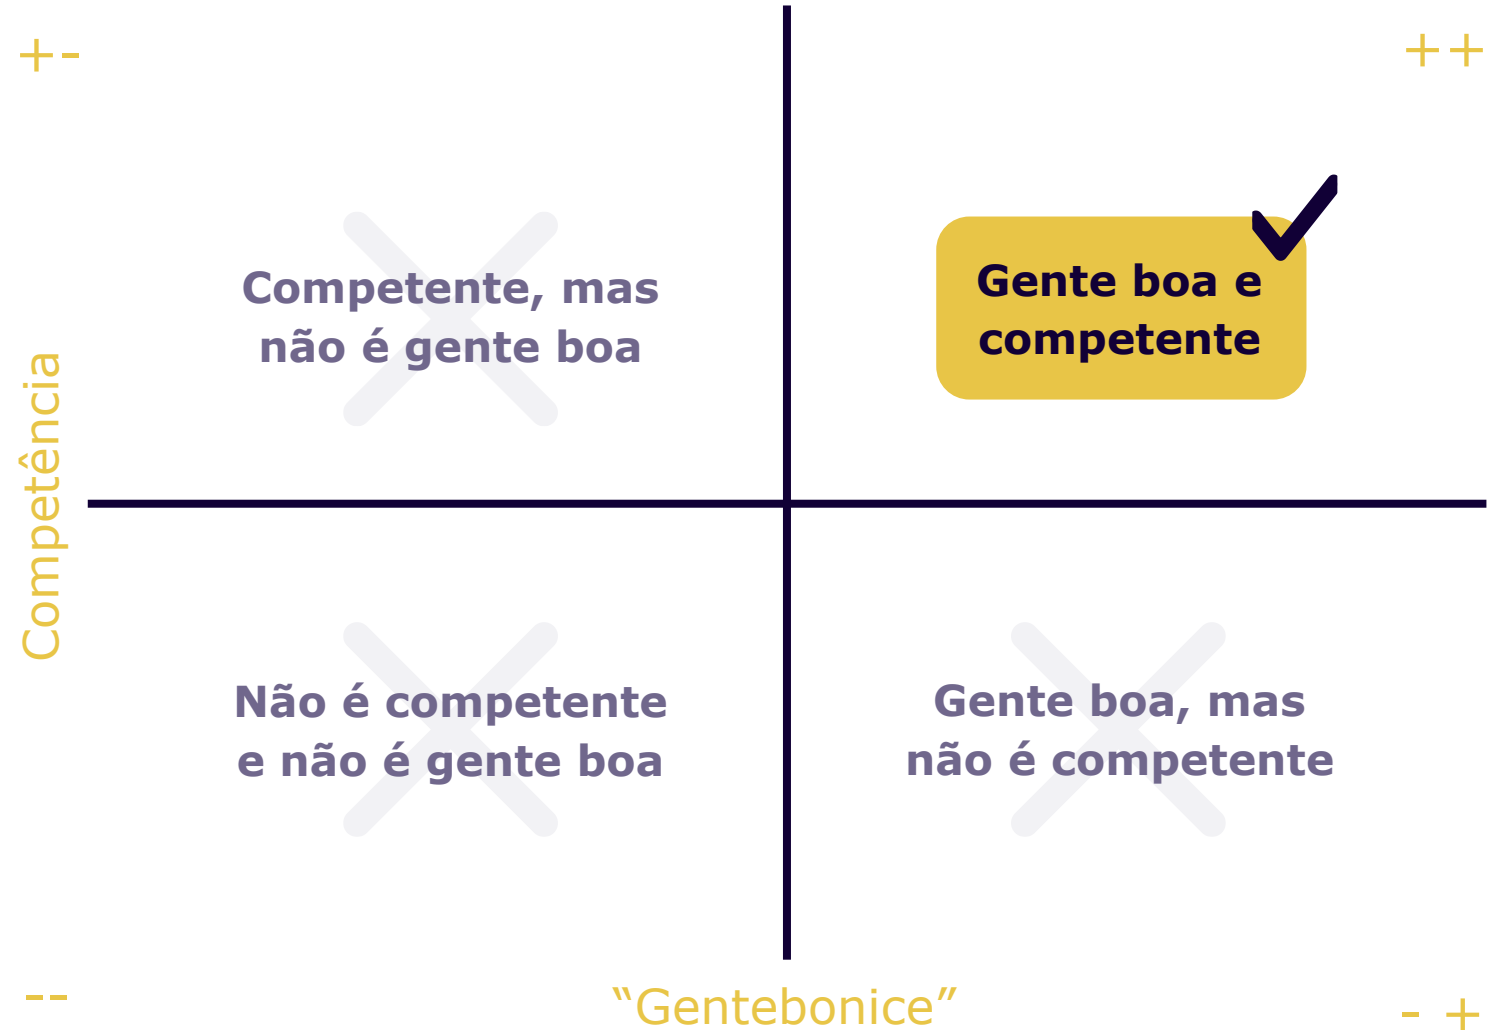 +-
++
Competente, mas
não é gente boa
Gente boa e
competente
Competência
Não é competente
e não é gente boa
Gente boa, mas
não é competente
--
“Gentebonice”
- +